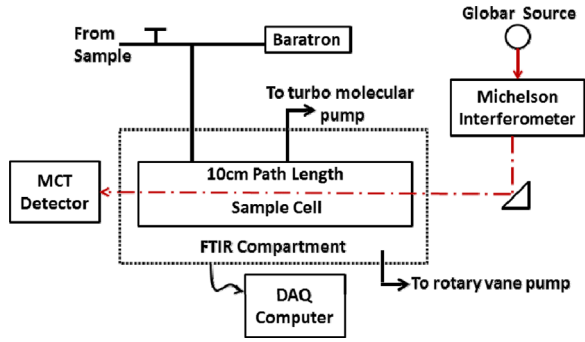 Globar Source
From
Sample
Baratron
Michelson
Interferometer
To turbo molecular
pump
MCT
Detector
10cm Path Length
Sample Cell
FTIR Compartment
To rotary vane pump
DAQ
Computer